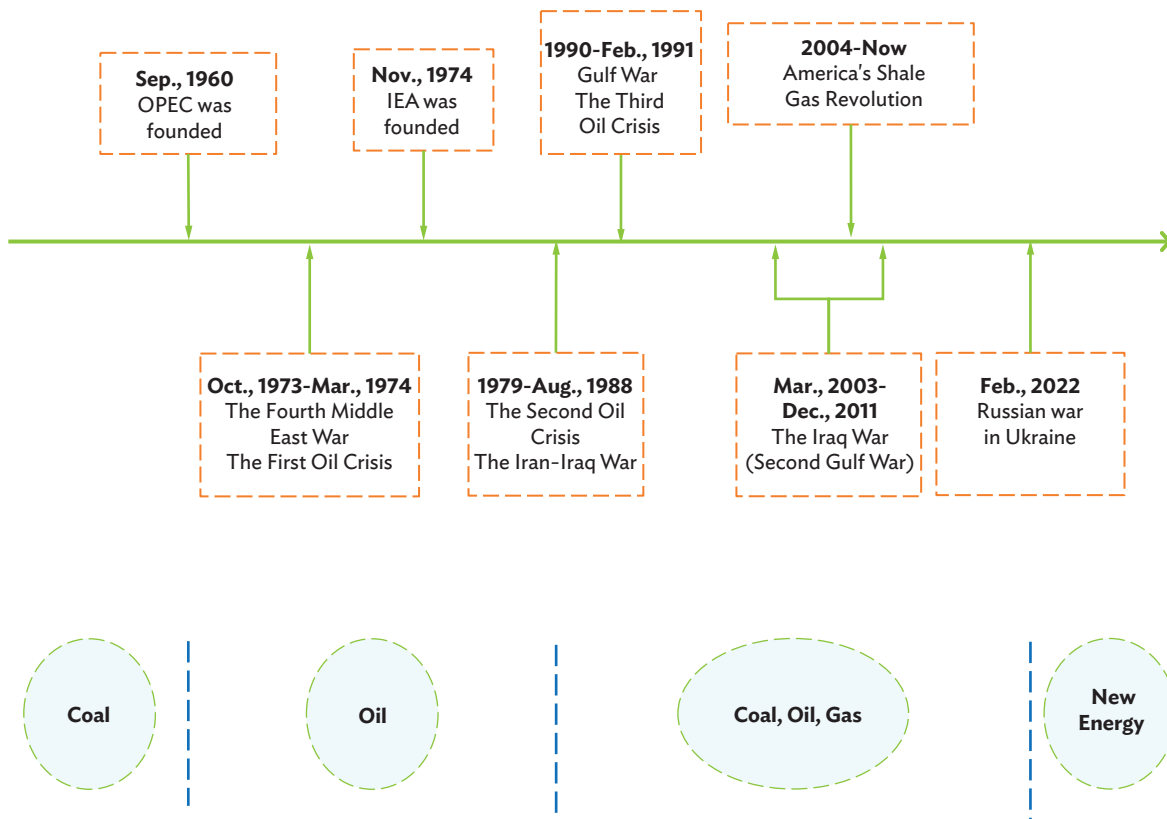 Sep., 1960
OPEC was
founded
Nov., 1974
IEA was
founded
1990-Feb., 1991
Gulf War
The Third
Oil Crisis
2004-Now
America's Shale
Gas Revolution
Oct., 1973-Mar., 1974
The Fourth Middle
East War
The First Oil Crisis
1979-Aug., 1988
The Second Oil
Crisis
The Iran-Iraq War
Mar., 2003-
Dec., 2011
The Iraq War
(Second Gulf War)
Feb., 2022
Russian war
in Ukraine
Coal
Oil
Coal, Oil, Gas
New
Energy